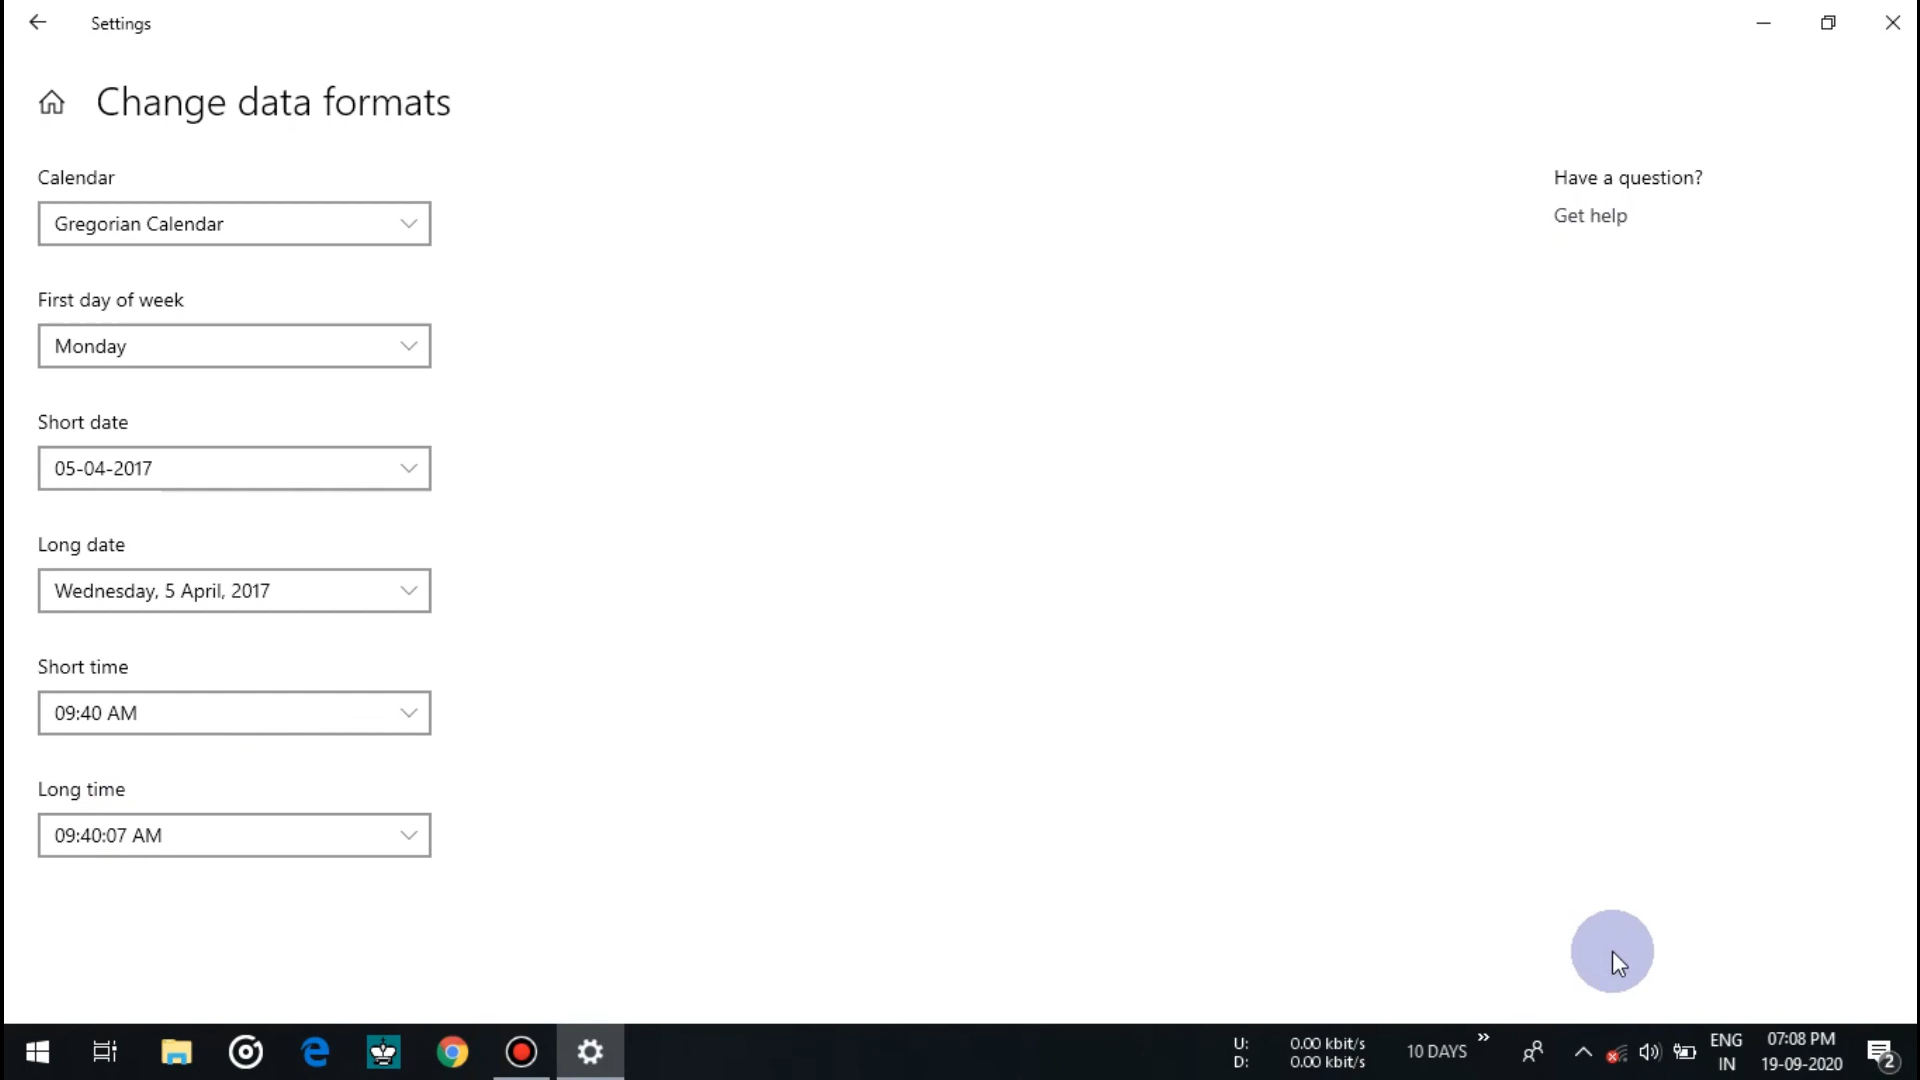 Settings
Change data formats
Calendar
Gregorian Calendar
First day of week
Monday
Short date
05-04-2017
Long date
Wednesday, 5 April, 2017
Short time
09:40 AM
Long time
09:40:07 AM
Have a question?
Get help
U: 0.00 kbit/s
D: 0.00 kbit/s
10 DAYS
ENG
IN
07:08 PM
19-09-2020
2